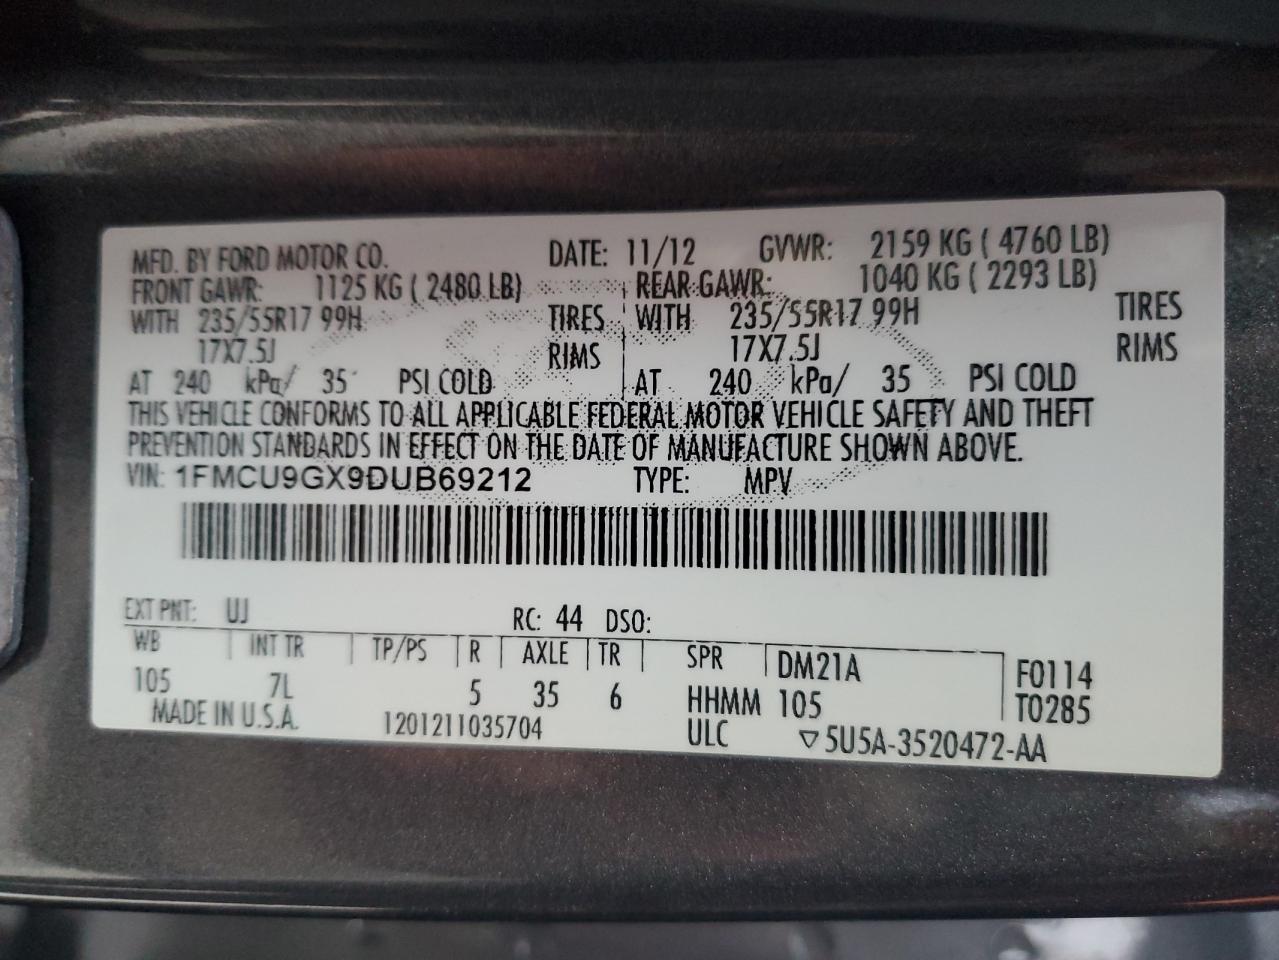 MFD. BY FORD MOTOR CO. DATE: 11/12 GVWR: 2159 KG ( 4760 LB)
FRONT GAWR: 1125 KG ( 2480 LB) REAR GAWR: 1040 KG ( 2293 LB)
WITH 235/55R17 99H TIRES WITH 235/55R17 99H TIRES
17X7.5J RIMS 17X7.5J RIMS
AT 240 kPa/ 35 PSI COLD AT 240 kPa/ 35 PSI COLD
THIS VEHICLE CONFORMS TO ALL APPLICABLE FEDERAL MOTOR VEHICLE SAFETY AND THEFT
PREVENTION STANDARDS IN EFFECT ON THE DATE OF MANUFACTURE SHOWN ABOVE.
VIN: 1FMCU9GX9DUB69212 TYPE: MPV
EXT PNT: UJ RC: 44 DSO:
WB INT TR TP/PS R AXLE TR SPR DM21A F0114
105 7L 5 35 6 HHMM 105 T0285
MADE IN U.S.A. 1201211035704 ULC ▽5U5A-3520472-AA